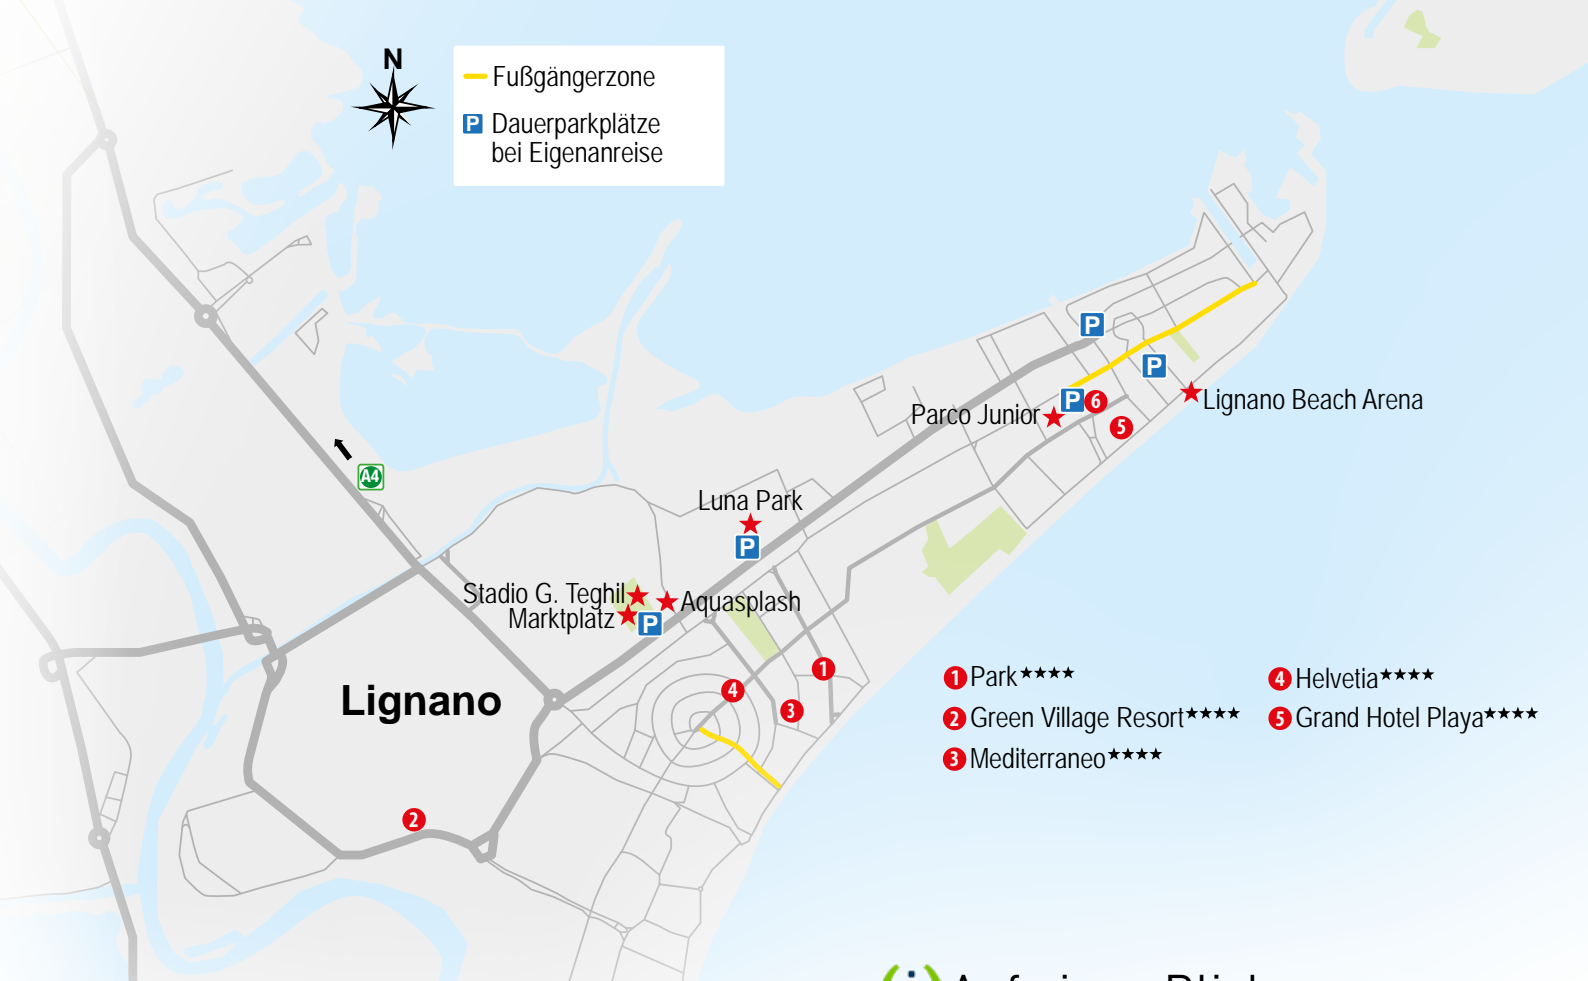 N
Fußgängerzone
P Dauerparkplätze
bei Eigenanreise
P
P
Parco Junior
P 6
Lignano Beach Arena
5
A4
Luna Park
P
Stadio G. Teghil
Aquasplash
Marktplatz
P
Lignano
1
4
3
2
1 Park★★★★
2 Green Village Resort★★★★
3 Mediterraneo★★★★
4 Helvetia★★★★
5 Grand Hotel Playa★★★★